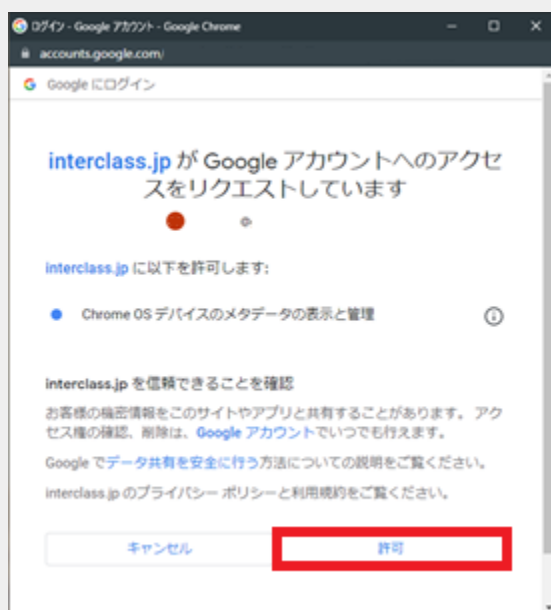 ログイン - Google アカウント - Google Chrome
accounts.google.com/
Google にログイン
interclass.jp が Google アカウントへのアクセ
スをリクエストしています
interclass.jp に以下を許可します:
Chrome OS デバイスのメタデータの表示と管理
interclass.jp を信頼できることを確認
お客様の機密情報をこのサイトやアプリと共有することがあります。 アク
セス権の確認、削除は、Google アカウントでいつでも行えます。
Google でデータ共有を安全に行う方法についての説明をご覧ください。
interclass.jp のプライバシー ポリシーと利用規約をご覧ください。
キャンセル
許可